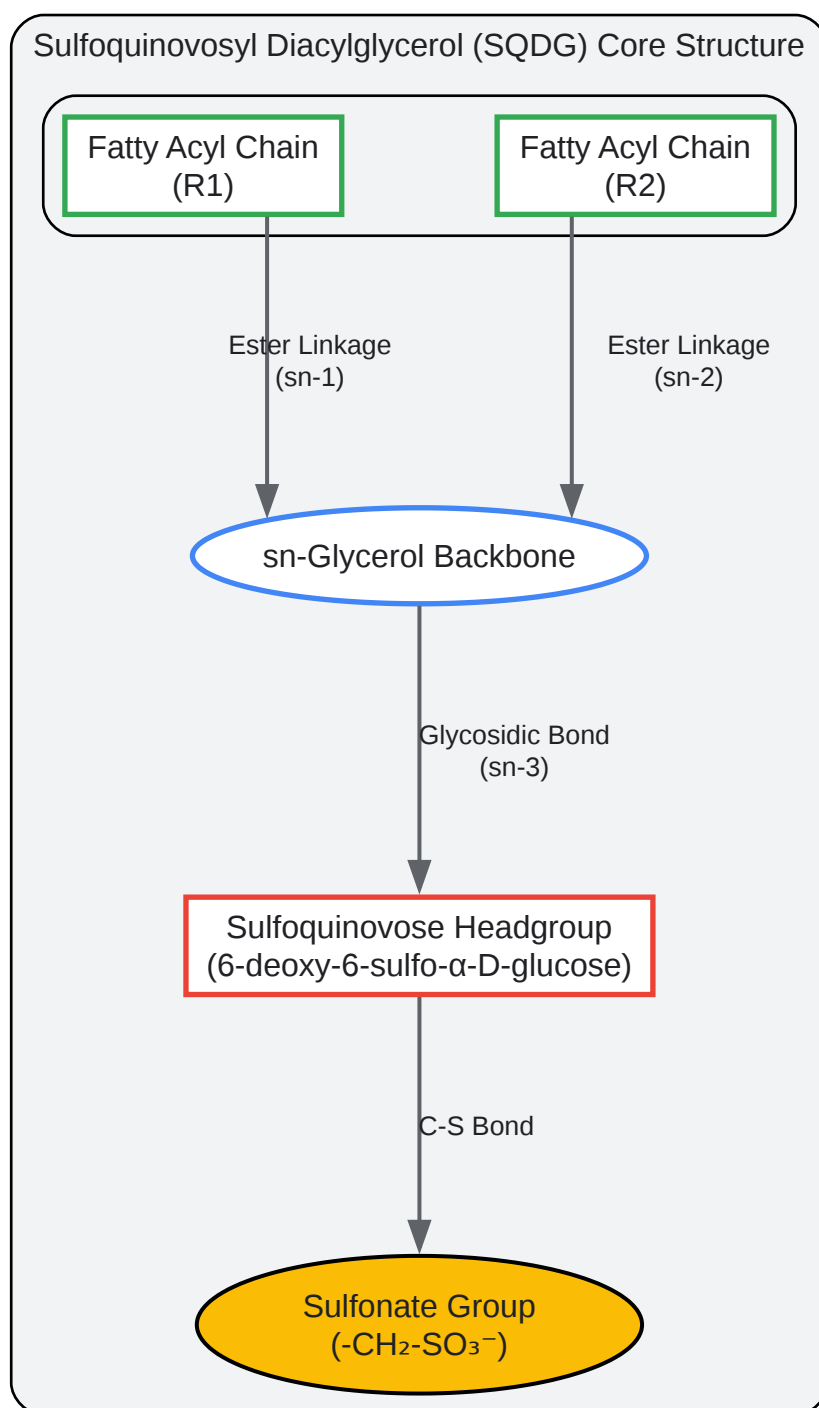 Sulfoquinovosyl Diacylglycerol (SQDG) Core Structure
Fatty Acyl Chain
(R1)
Fatty Acyl Chain
(R2)
Ester Linkage
(sn-1)
Ester Linkage
(sn-2)
sn-Glycerol Backbone
Glycosidic Bond
(sn-3)
Sulfoquinovose Headgroup
(6-deoxy-6-sulfo-α-D-glucose)
C-S Bond
Sulfonate Group
(-CH₂-SO₃⁻)